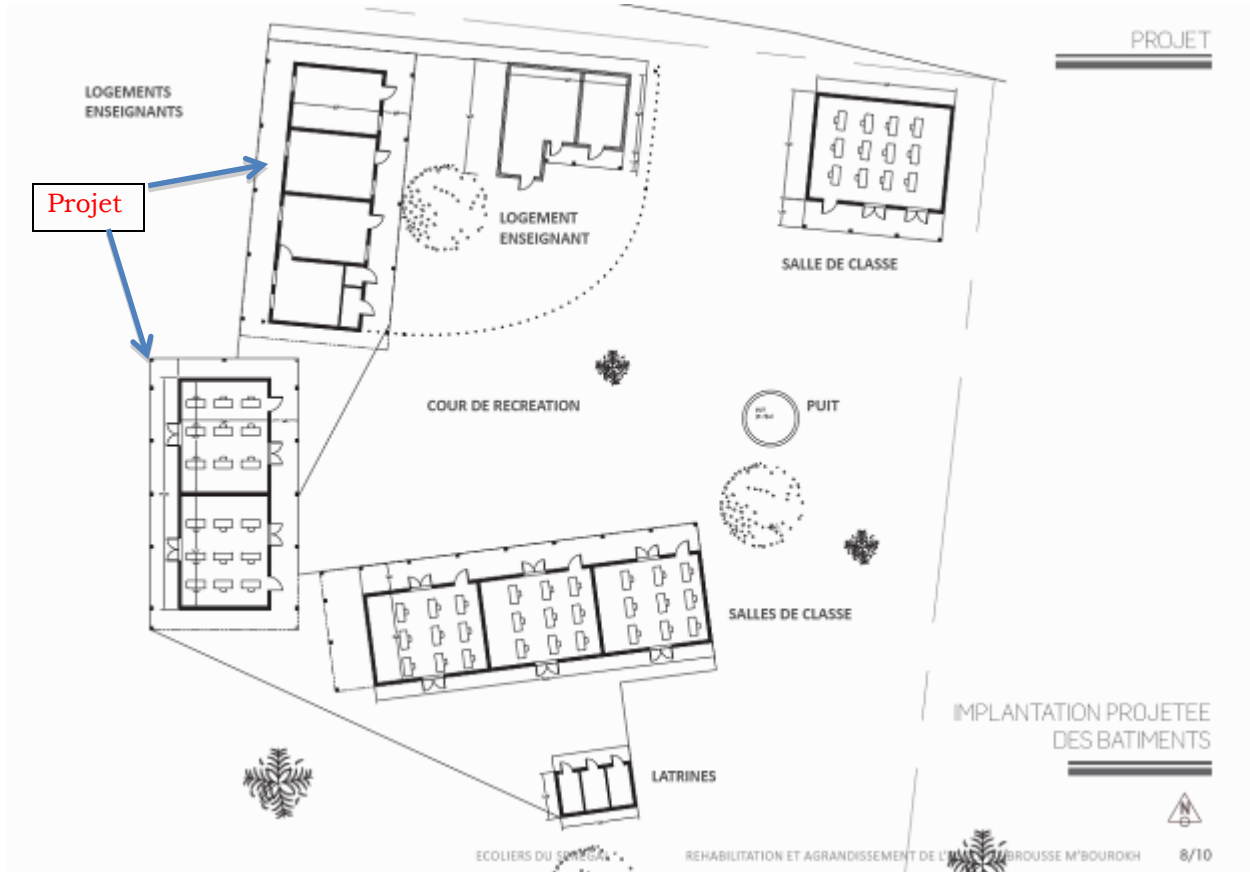 PROJET
LOGEMENTS
ENSEIGNANTS
Projet
LOGEMENT
ENSEIGNANT
SALLE DE CLASSE
COUR DE RECREATION
PUIT
SALLES DE CLASSE
IMPLANTATION PROJETEE
DES BATIMENTS
LATRINES
N
ECOLIERS DU SENEGAL
REHABILITATION ET AGRANDISSEMENT DE BROUSSE M'BOUROKH
8/10